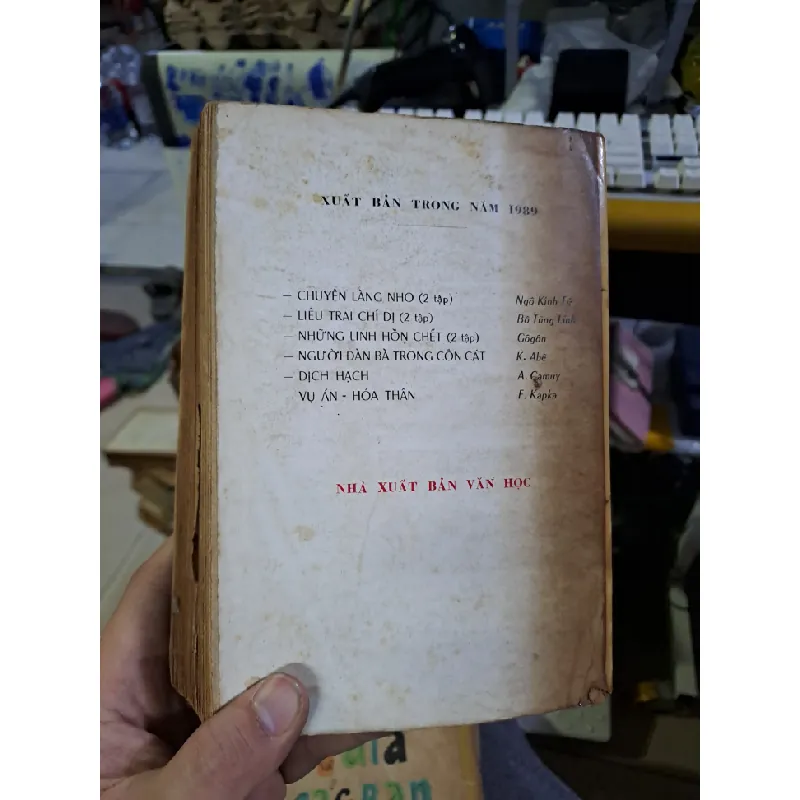 XUẤT BẢN TRONG NĂM 1989
– CHUYỆN LÀNG NHO (2 tập) Ngô Kính Tử
– LIÊU TRAI CHÍ DỊ (2 tập) Bồ Tùng Linh
– NHỮNG LINH HỒN CHẾT (2 tập) Gôgôn
– NGƯỜI ĐÀN BÀ TRONG CỒN CÁT K. Abê
– DỊCH HẠCH A. Camuy
VỤ ÁN - HÓA THÂN F. Kapka
NHÀ XUẤT BẢN VĂN HỌC